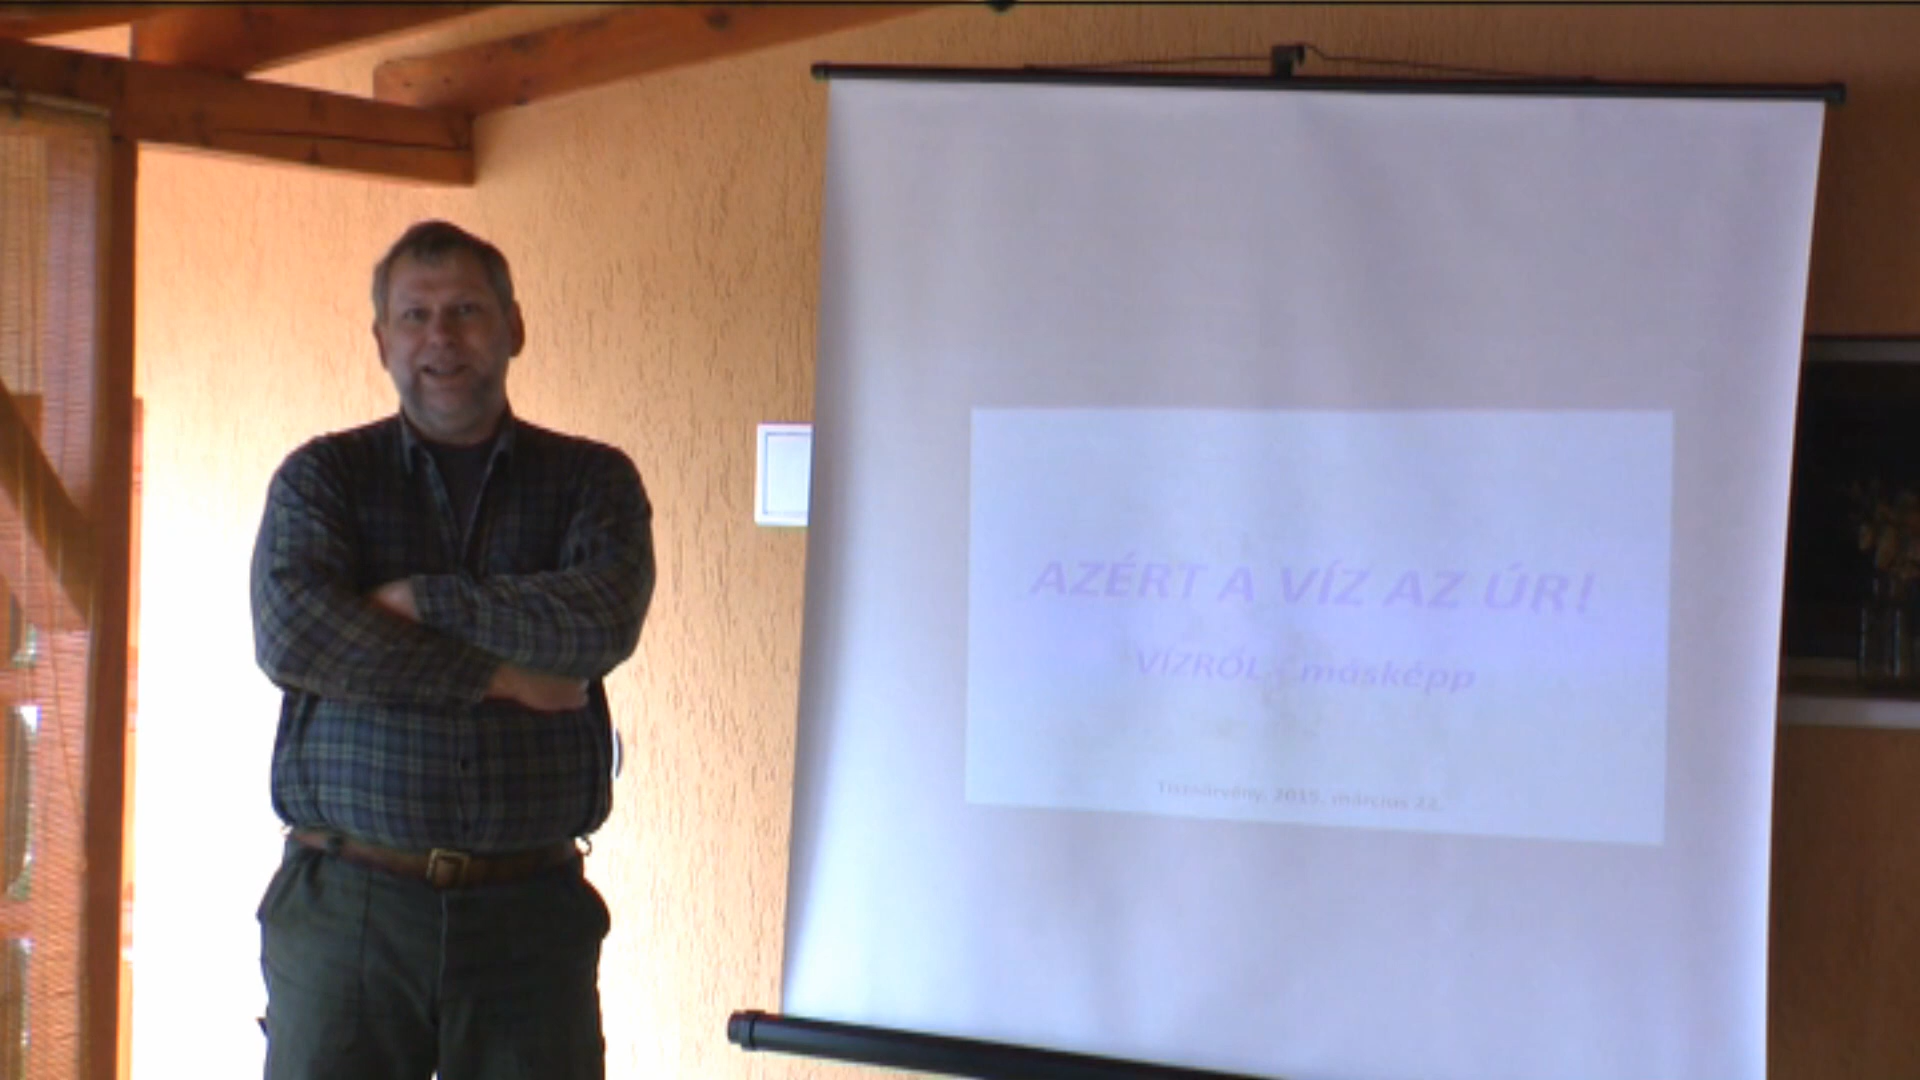 AZÉRT A VÍZ AZ ÚR!
VÍZRŐL - másképp
Tiszaörvény, 2015. március 22.